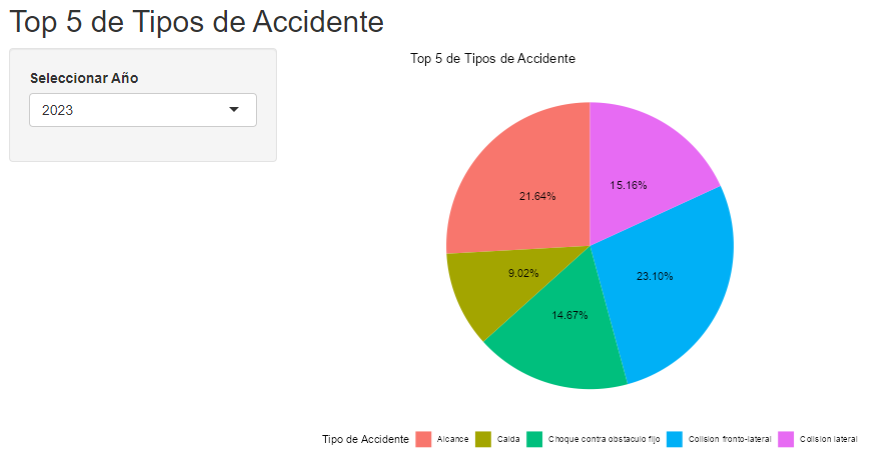 Top 5 de Tipos de Accidente
Seleccionar Año
2023
Top 5 de Tipos de Accidente
15.16%
21.64%
9.02%
23.10%
14.67%
Tipo de Accidente Alcance Caida Choque contra obstaculo fijo Colision fronto-lateral Colision lateral